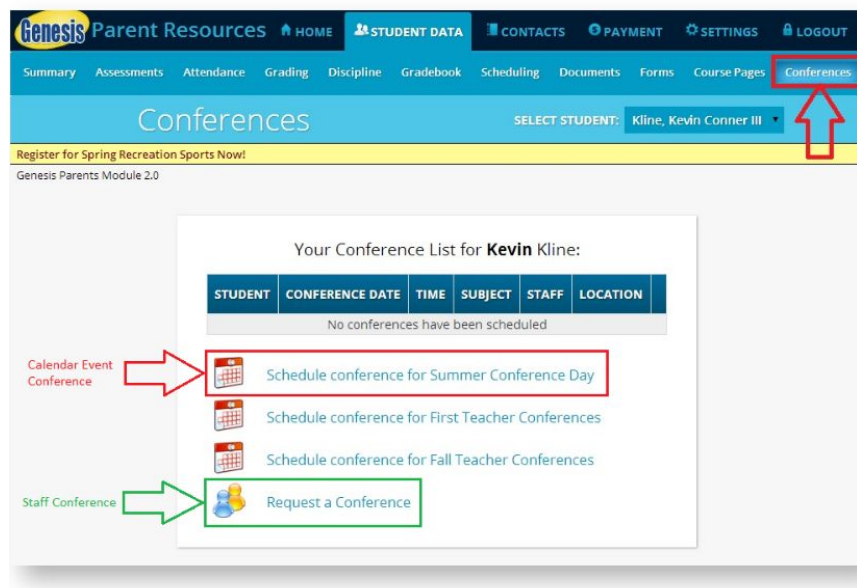 Genesis Parent Resources HOME STUDENT DATA CONTACTS PAYMENT SETTINGS LOGOUT
Summary Assessments Attendance Grading Discipline Gradebook Scheduling Documents Forms Course Pages Conferences
Conferences SELECT STUDENT: Kline, Kevin Conner III
Register for Spring Recreation Sports Now!
Genesis Parents Module 2.0
Your Conference List for Kevin Kline:
STUDENT CONFERENCE DATE TIME SUBJECT STAFF LOCATION
No conferences have been scheduled
Calendar Event
Conference
Schedule conference for Summer Conference Day
Schedule conference for First Teacher Conferences
Schedule conference for Fall Teacher Conferences
Staff Conference
Request a Conference